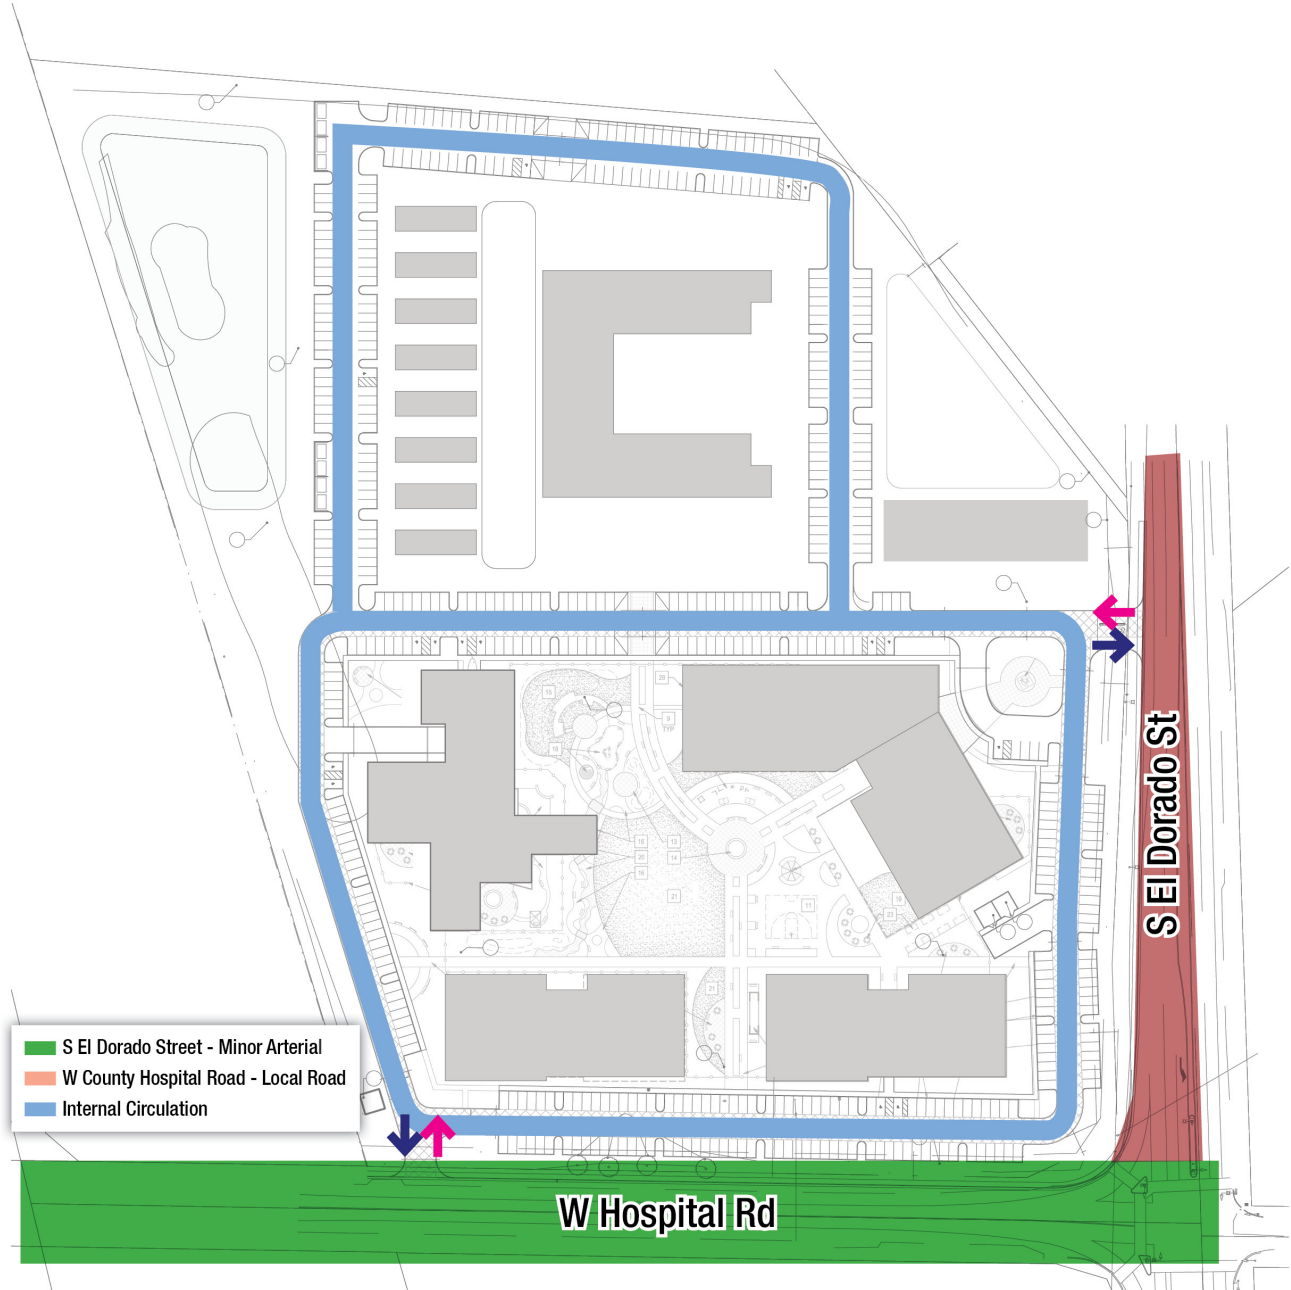 S El Dorado St
S El Dorado Street - Minor Arterial
W County Hospital Road - Local Road
Internal Circulation
W Hospital Rd